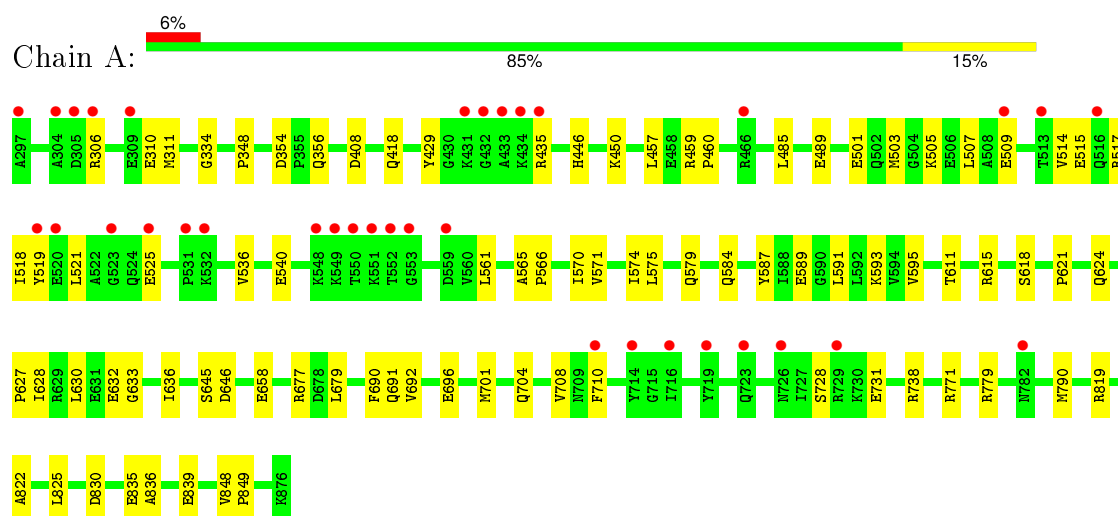 6%
Chain A:
85% 15%
A297 A304 D305 R306 E309 E310 M311 G334 P348 D354 P355 Q356 D408 Q418 Y429 G430 K431 G432 A433 K434 R435 H446 K450 L457 E458 R459 P460 R466 L485 E489 E501 Q502 M503 G504 K505 E506 L507 A508 E509 T513 V514 E515 Q516 R517
I518 Y519 E520 L521 A522 G523 Q524 E525 P531 K532 V536 E540 K548 K549 T550 K551 T552 G553 D559 V560 L561 A565 P566 I570 V571 I574 L575 Q579 Q584 Y587 I588 E589 G590 L591 L592 K593 V594 V595 T611 R615 S618 P621 Q624
P627 I628 R629 L630 E631 E632 G633 I636 S645 D646 E658 R677 D678 L679 F690 Q691 V692 E696 M701 Q704 V708 N709 F710 Y714 G715 I716 Y719 Q723 N726 I727 S728 R729 K730 E731 R738 R771 R779 N782 M790 R819
A822 L825 D830 E835 A836 E839 V848 P849 K876